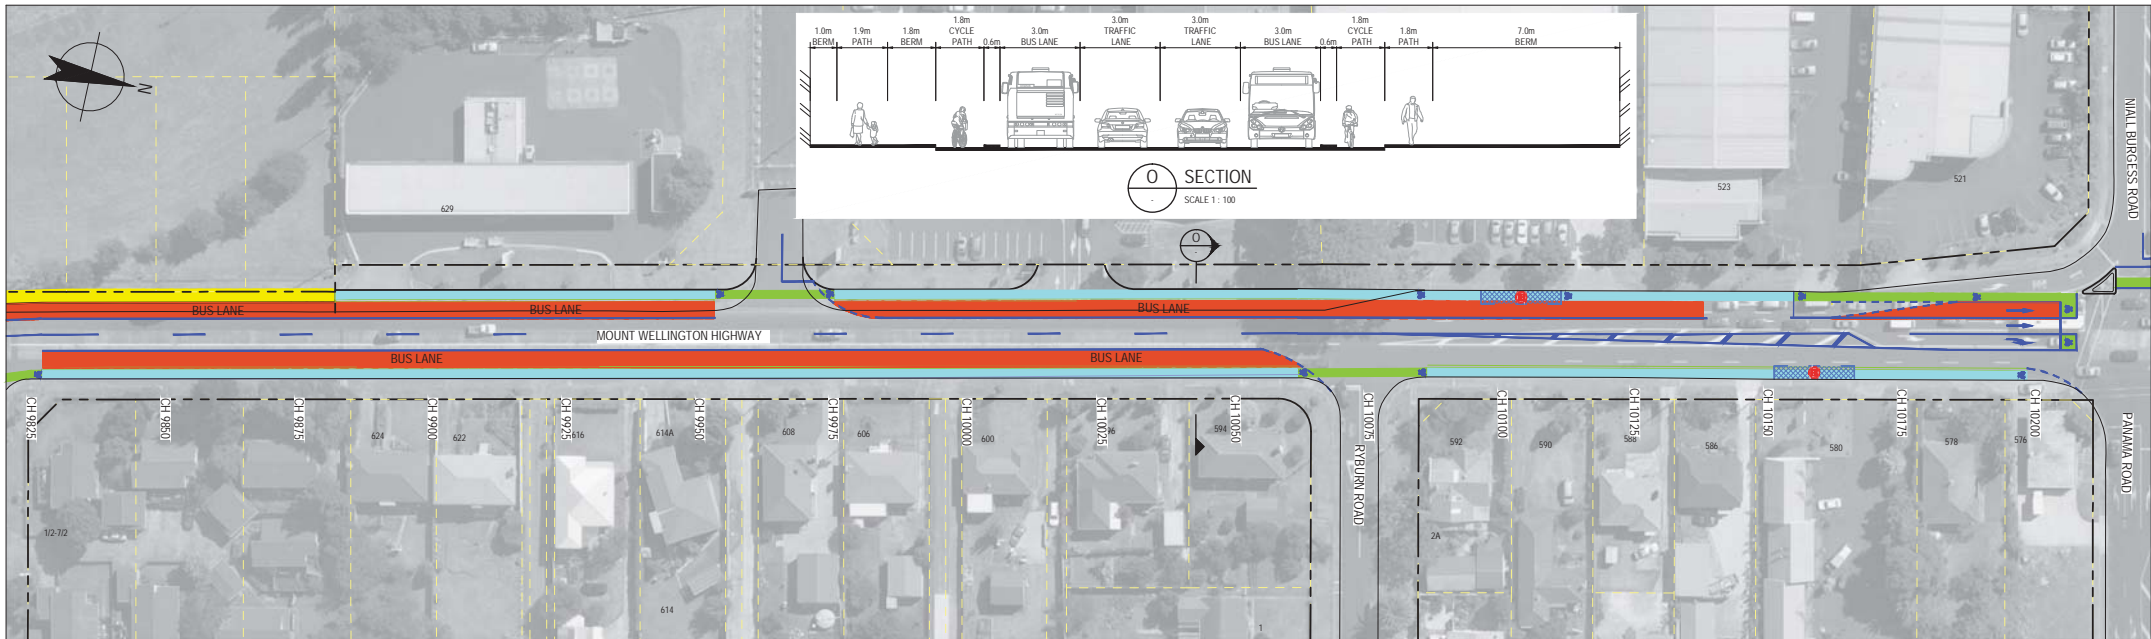 1.0m
BERM
1.9m
PATH
1.8m
BERM
1.8m
CYCLE
PATH
0.6m
3.0m
BUS LANE
3.0m
TRAFFIC
LANE
3.0m
TRAFFIC
LANE
3.0m
BUS LANE
0.6m
1.8m
CYCLE
PATH
1.8m
PATH
7.0m
BERM
O
SECTION
-
SCALE 1 : 100
N
629
523
521
NIALL BURGESS ROAD
O
BUS LANE
BUS LANE
BUS LANE
MOUNT WELLINGTON HIGHWAY
BUS LANE
BUS LANE
CH 9825
CH 9850
CH 9875
CH 9900
CH 9925
CH 9950
CH 9975
CH 10000
CH 10025
CH 10050
CH 10075
CH 10100
CH 10125
CH 10150
CH 10175
CH 10200
RYBURN ROAD
PANAMA ROAD
624
622
616
614A
608
606
600
594
592
590
588
586
580
578
576
1/2-7/2
614
2A
1